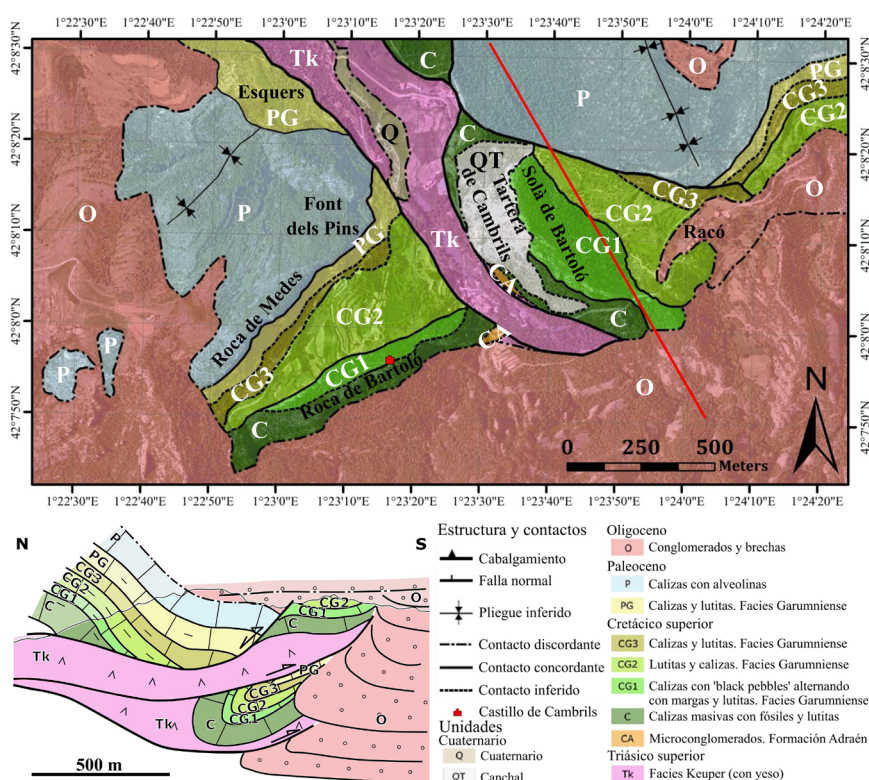 1°22'30"E 1°22'40"E 1°22'50"E 1°23'0"E 1°23'10"E 1°23'20"E 1°23'30"E 1°23'40"E 1°23'50"E 1°24'0"E 1°24'10"E 1°24'20"E
42°8'30"N
42°8'20"N
42°8'10"N
42°8'0"N
42°7'50"N
42°8'30"N
42°8'20"N
42°8'10"N
42°8'0"N
42°7'50"N
Tk
C
O
PG
CG3
CG2
Esquers
PG
P
Q
C
QT
Tartera
de Cambrils
Solà de Bartoló
CG2
CG3
O
O
P
Font
dels Pins
PG
CG1
Racó
Tk
CA
Roca de Medes
CG2
C
P
P
CA
CG3
CG1
Roca de Bartoló
O
C
N
0 250 500
Meters
1°22'30"E 1°22'40"E 1°22'50"E 1°23'0"E 1°23'10"E 1°23'20"E 1°23'30"E 1°23'40"E 1°23'50"E 1°24'0"E 1°24'10"E 1°24'20"E
N
S
P
PG
CG3
CG2
CG1
C
CG2
CG1
O
C
Tk
PG
CG3
CG2
CG1
C
Tk
O
500 m
Estructura y contactos
Cabalgamiento
Falla normal
Pliegue inferido
Contacto discordante
Contacto concordante
Contacto inferido
Castillo de Cambrils
Unidades
Cuaternario
Q Cuaternario
QT Canchal
Oligoceno
O Conglomerados y brechas
Paleoceno
P Calizas con alveolinas
PG Calizas y lutitas. Facies Garumniense
Cretácico superior
CG3 Calizas y lutitas. Facies Garumniense
CG2 Lutitas y calizas. Facies Garumniense
CG1 Calizas con 'black pebbles' alternando
con margas y lutitas. Facies Garumniense
C Calizas masivas con fósiles y lutitas
CA Microconglomerados. Formación Adraén
Triásico superior
Tk Facies Keuper (con yeso)